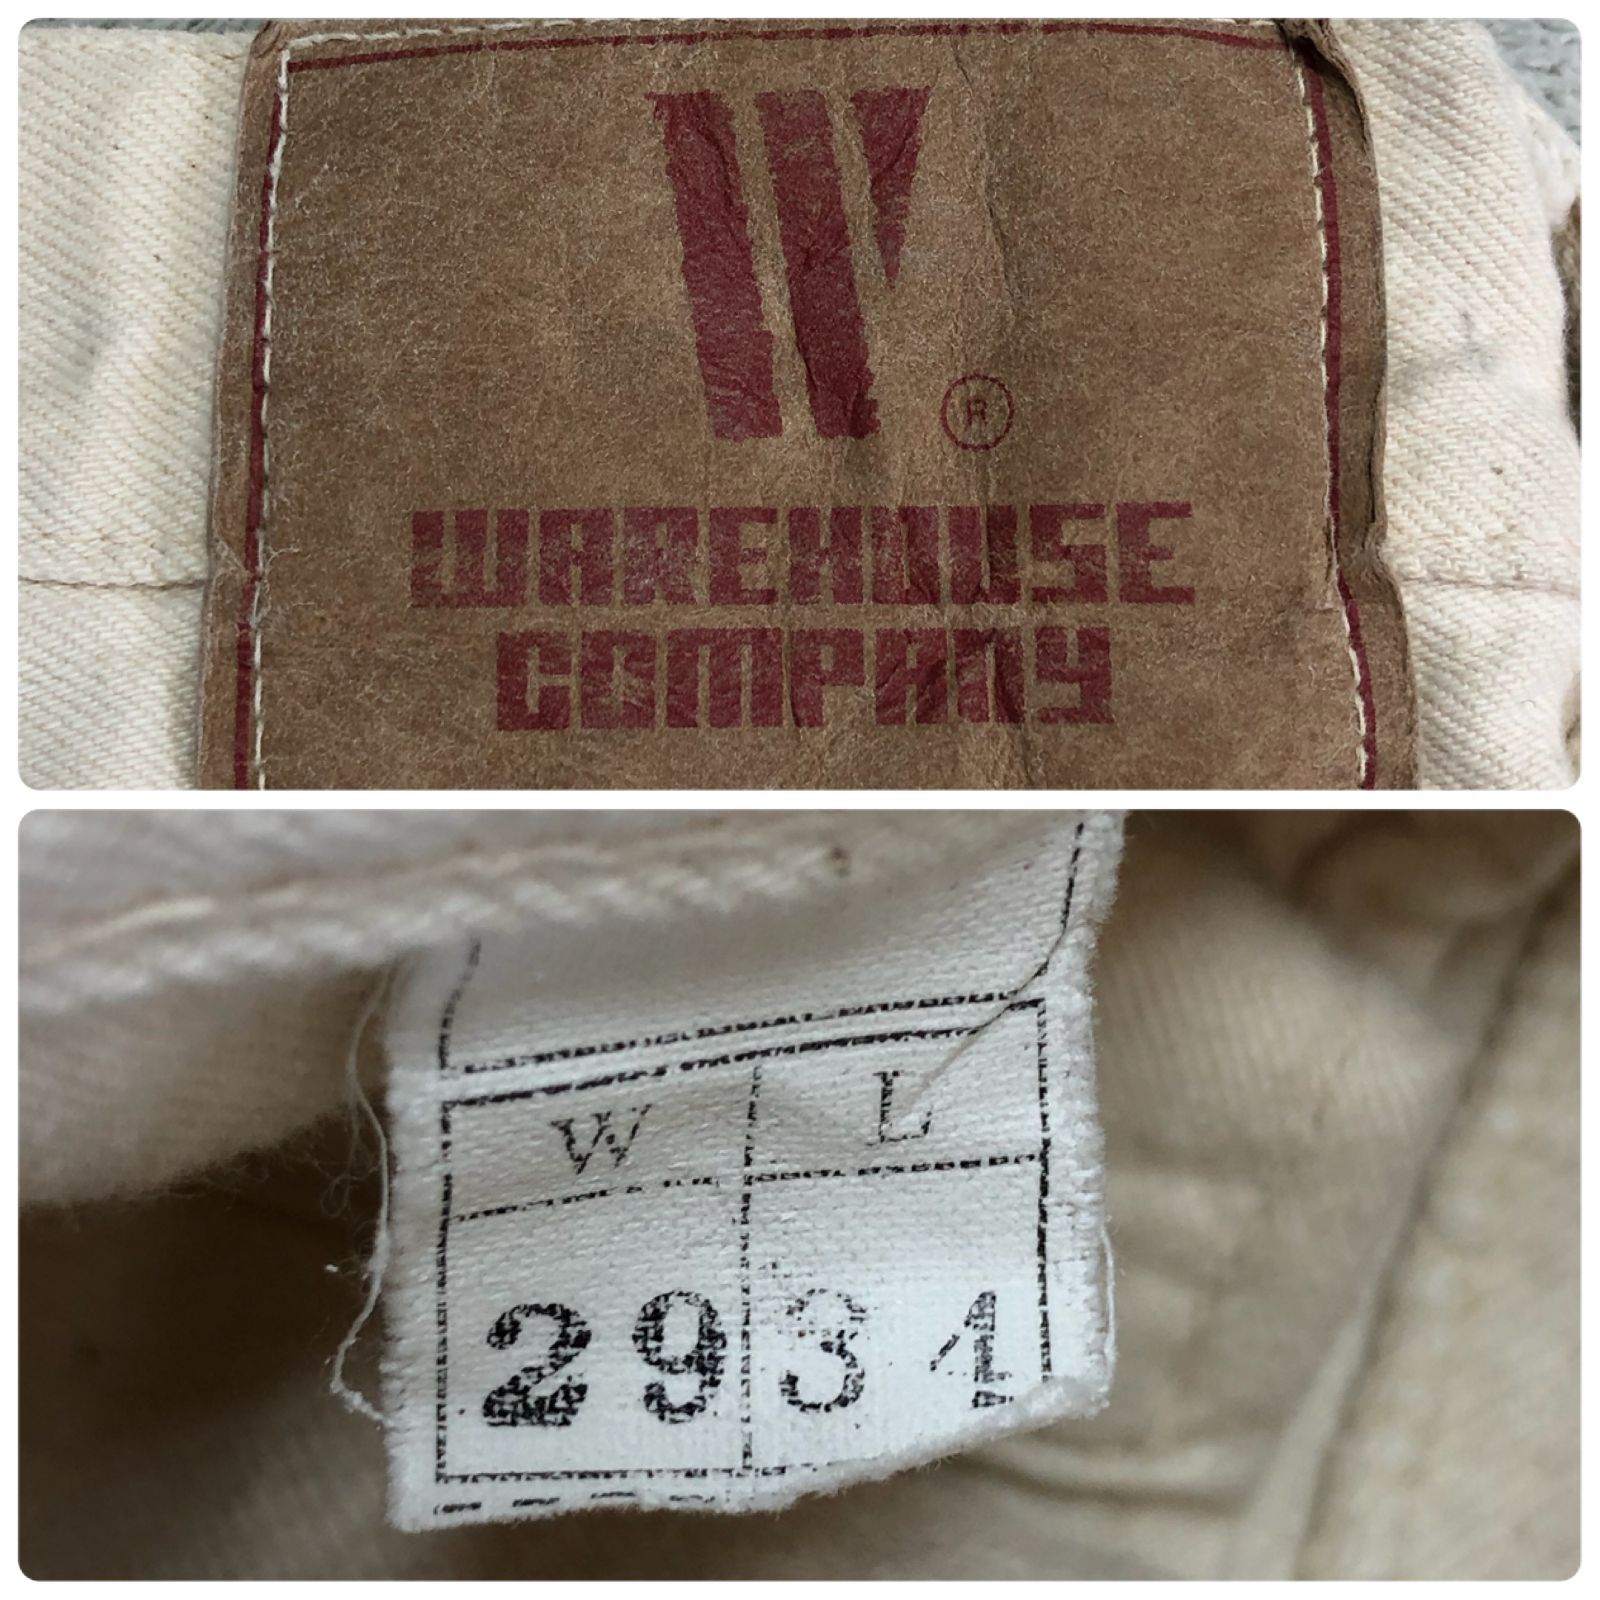 W ®
WAREHOUSE
COMPANY
W L
29 31